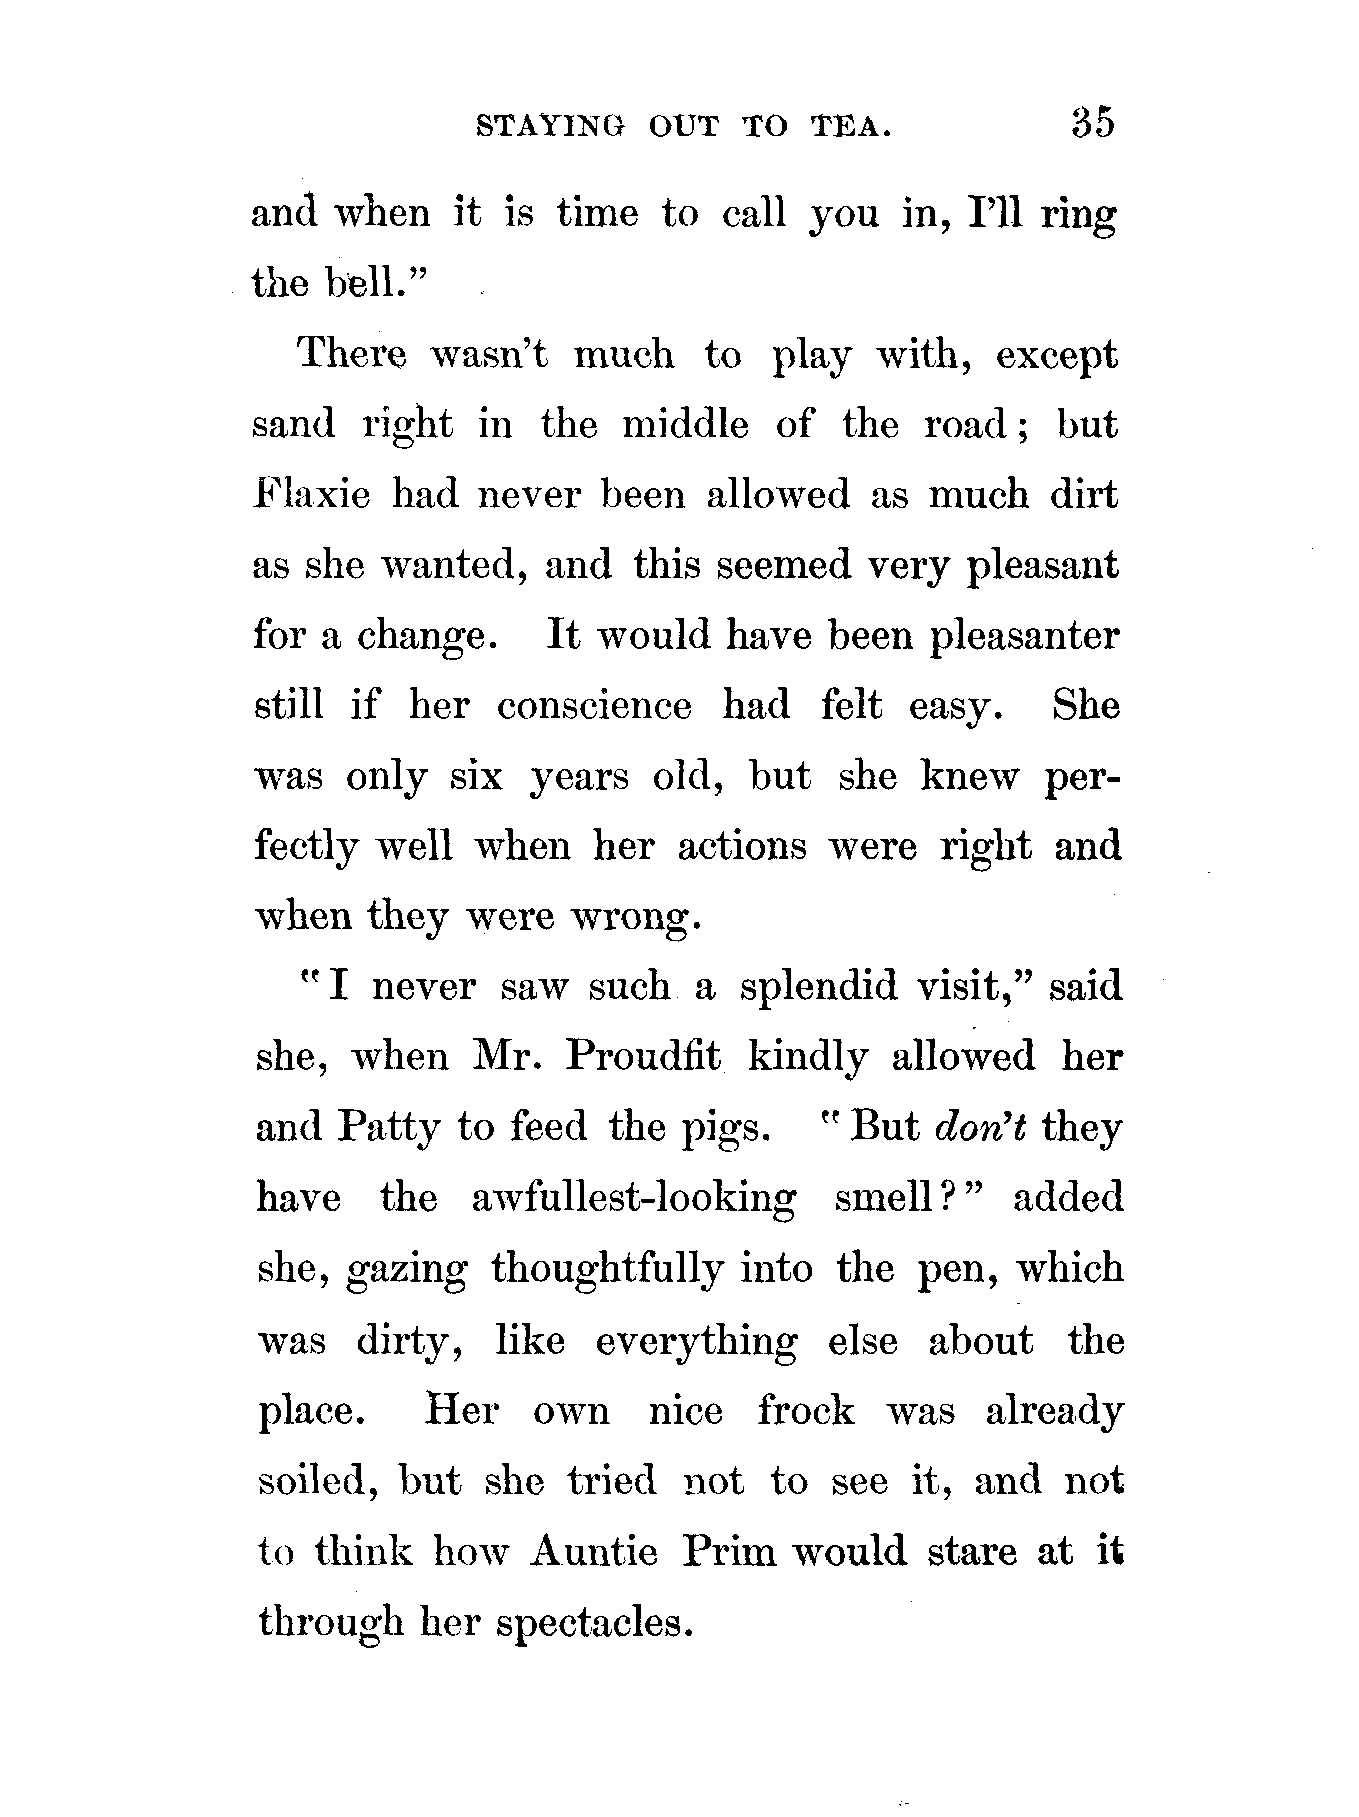 STAYING OUT TO TEA. 35
and when it is time to call you in, I'll ring
the bell."
There wasn't much to play with, except
sand right in the middle of the road; but
Flaxie had never been allowed as much dirt
as she wanted, and this seemed very pleasant
for a change. It would have been pleasanter
still if her conscience had felt easy. She
was only six years old, but she knew per-
fectly well when her actions were right and
when they were wrong.
"I never saw such a splendid visit," said
she, when Mr. Proudfit kindly allowed her
and Patty to feed the pigs. "But don't they
have the awfullest-looking smell?" added
she, gazing thoughtfully into the pen, which
was dirty, like everything else about the
place. Her own nice frock was already
soiled, but she tried not to see it, and not
to think how Auntie Prim would stare at it
through her spectacles.